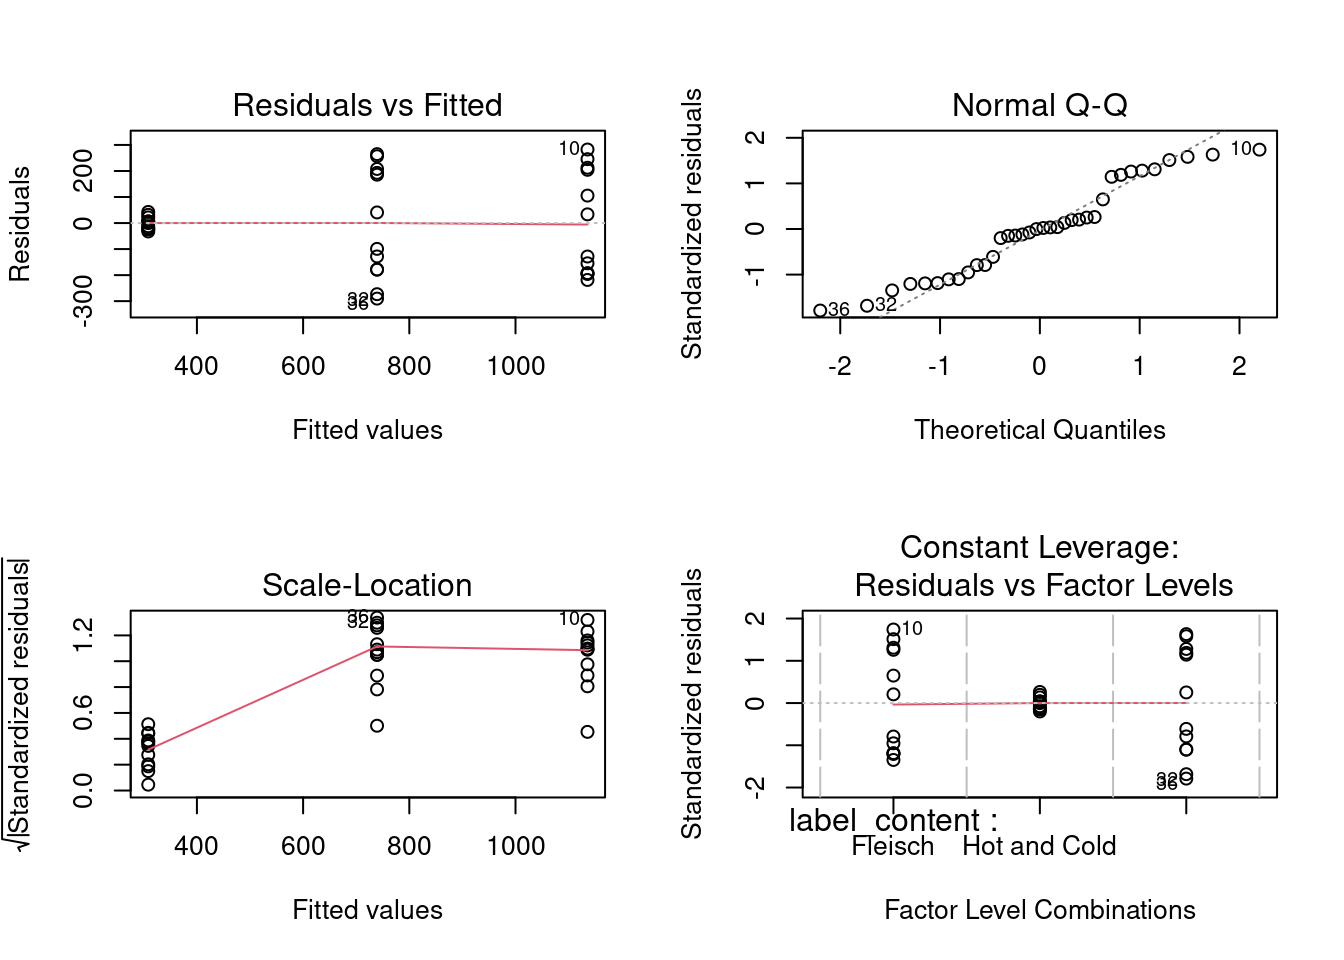 Residuals vs Fitted
Residuals
200
0
-300
10
32
36
400
600
800
1000
Fitted values
Normal Q-Q
Standardized residuals
2
1
0
-1
10
32
36
-2
-1
0
1
2
Theoretical Quantiles
Scale-Location
√|Standardized residuals|
1.2
0.6
0.0
36
32
10
400
600
800
1000
Fitted values
Constant Leverage:
Residuals vs Factor Levels
Standardized residuals
2
1
0
-2
10
32
36
label_content :
Fleisch
Hot and Cold
Factor Level Combinations